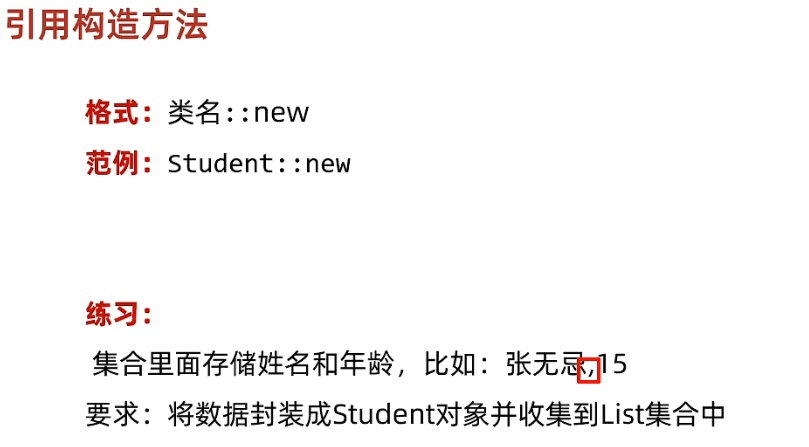 引用构造方法
格式：类名::new
范例：Student::new
练习：
集合里面存储姓名和年龄，比如：张无忌,15
要求：将数据封装成Student对象并收集到List集合中